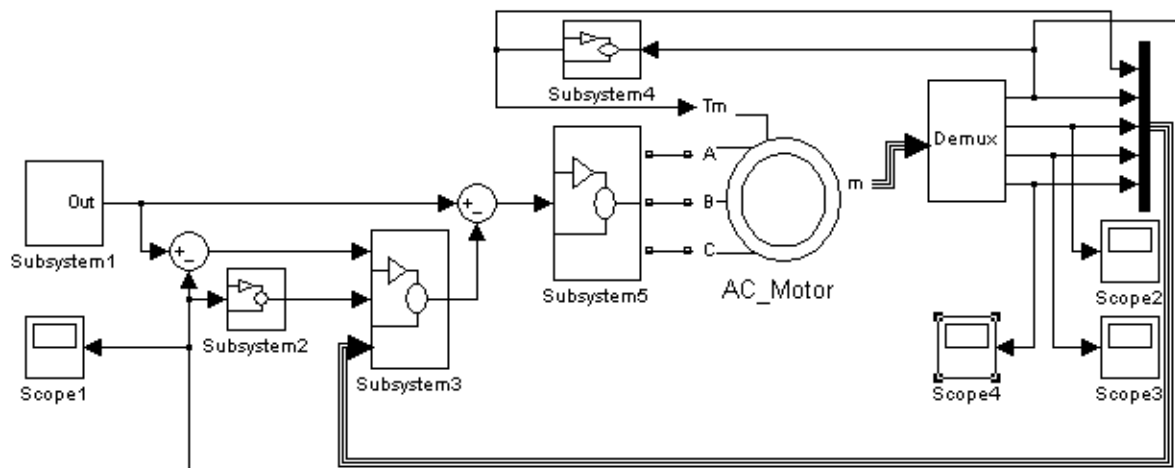 Subsystem4
Tm
A
B
C
m
Demux
Out
Subsystem1
Subsystem5
AC_Motor
Scope2
Subsystem2
Subsystem3
Scope1
Scope4
Scope3